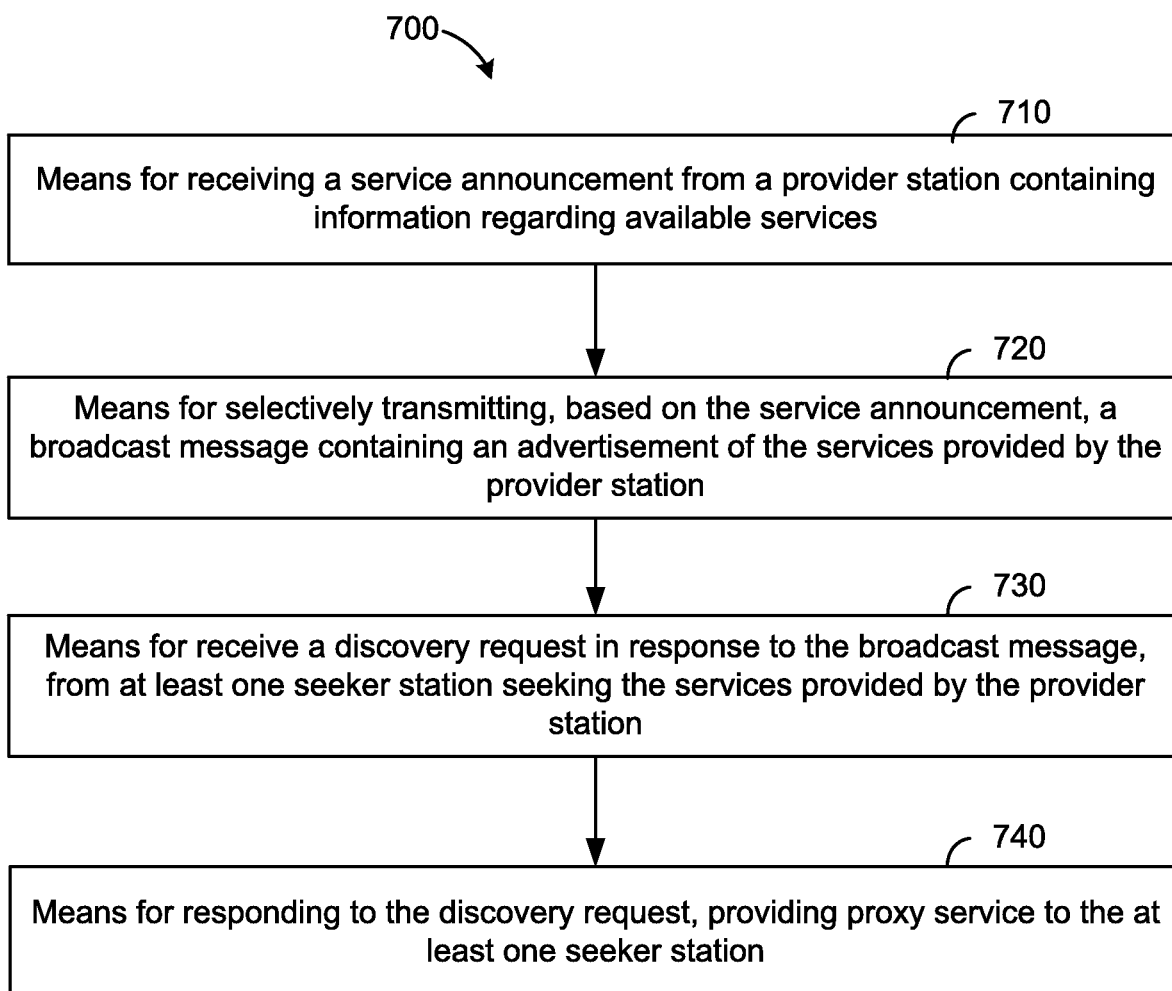 700
710
Means for receiving a service announcement from a provider station containing
information regarding available services
720
Means for selectively transmitting, based on the service announcement, a
broadcast message containing an advertisement of the services provided by the
provider station
730
Means for receive a discovery request in response to the broadcast message,
from at least one seeker station seeking the services provided by the provider
station
740
Means for responding to the discovery request, providing proxy service to the at
least one seeker station